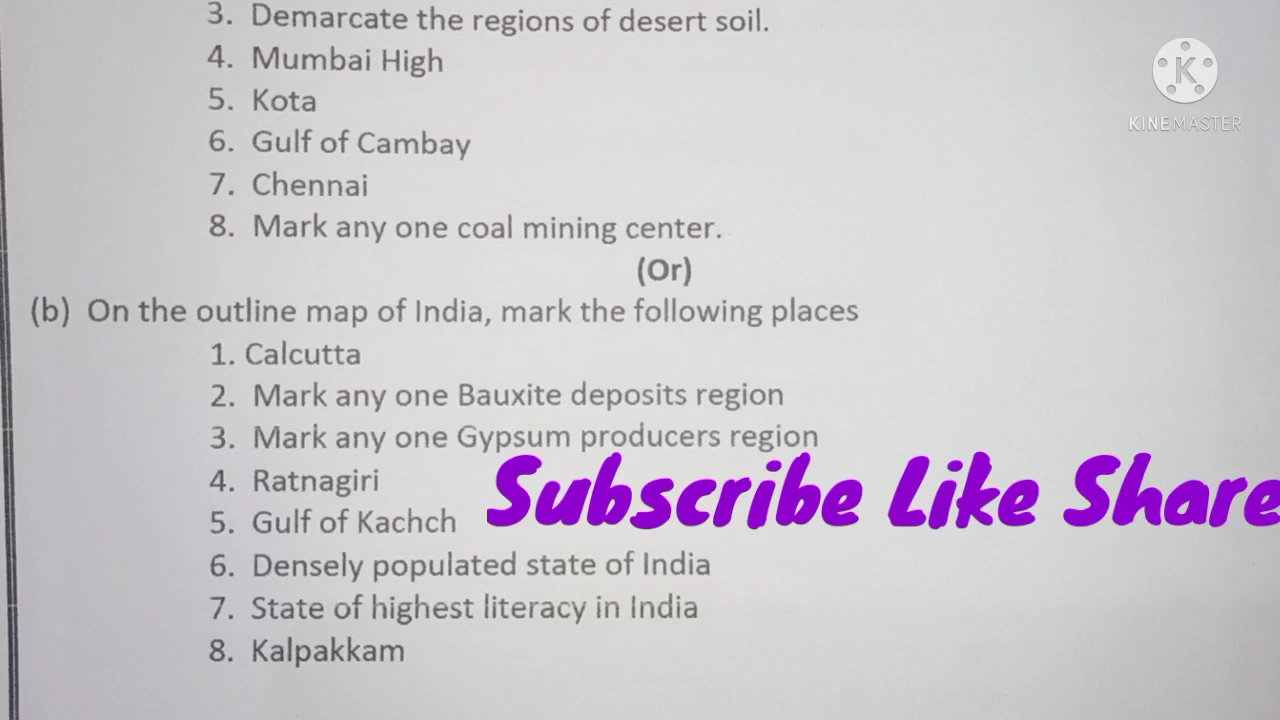 3. Demarcate the regions of desert soil.
4. Mumbai High
5. Kota
6. Gulf of Cambay
7. Chennai
8. Mark any one coal mining center.
(Or)
(b) On the outline map of India, mark the following places
1. Calcutta
2. Mark any one Bauxite deposits region
3. Mark any one Gypsum producers region
4. Ratnagiri
5. Gulf of Kachch
6. Densely populated state of India
7. State of highest literacy in India
8. Kalpakkam
K
KINEMASTER
Subscribe Like Share